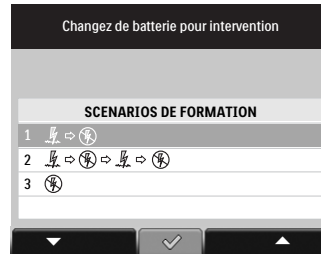 Changez de batterie pour intervention
SCENARIOS DE FORMATION
1
2
3